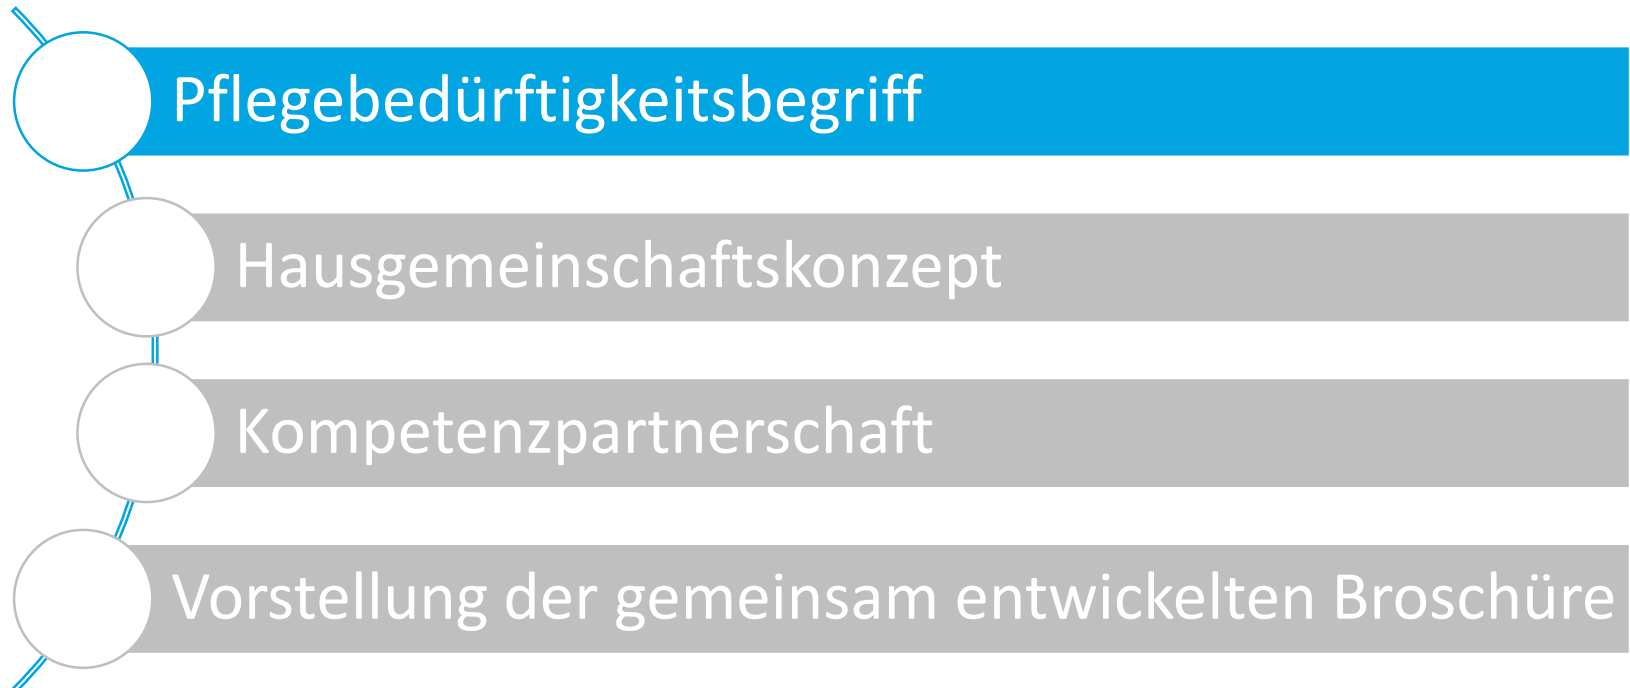 Pflegebedürftigkeitsbegriff
Hausgemeinschaftskonzept
Kompetenzpartnerschaft
Vorstellung der gemeinsam entwickelten Broschüre